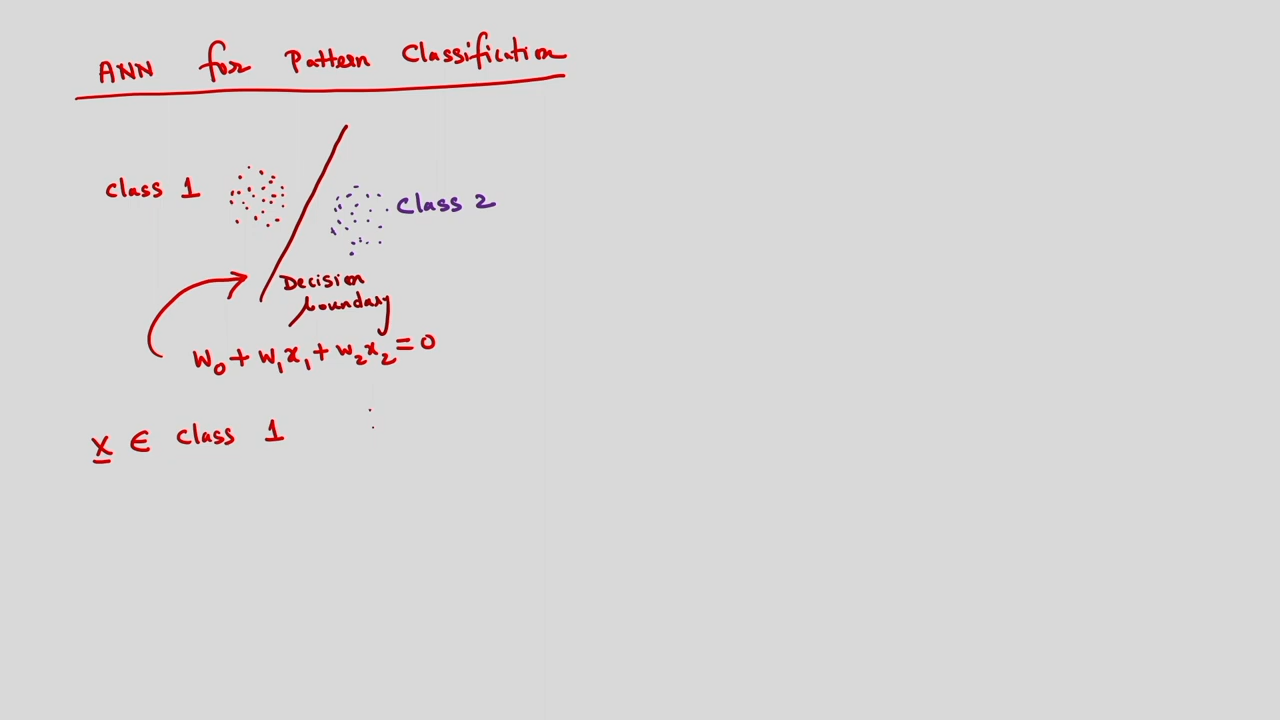 ANN for Pattern Classification
Class 1
Class 2
Decision
boundary
w₀ + w₁x₁ + w₂x₂ = 0
x ∈ Class 1